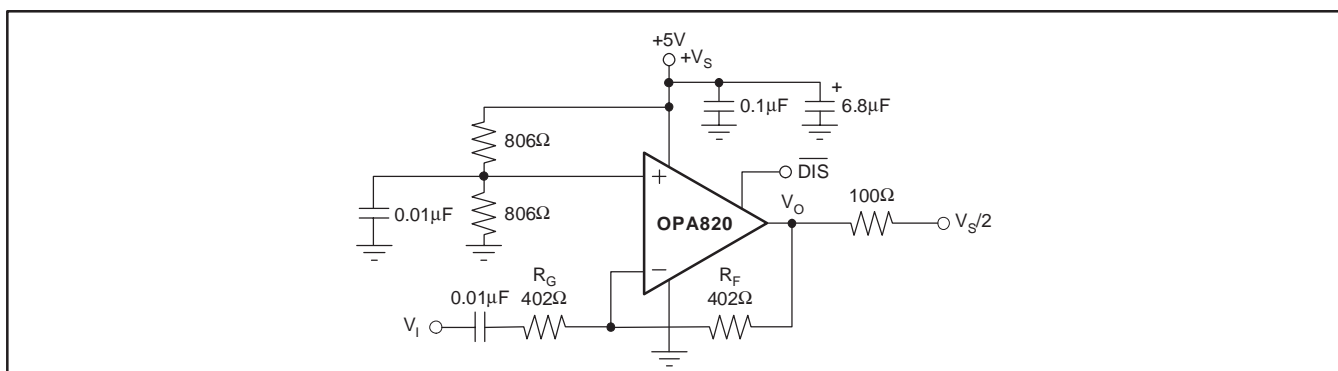 +5V
+V_S
0.1μF
+
6.8μF
806Ω
+
DIS
0.01μF
806Ω
OPA820
V_O
100Ω
V_S/2
−
R_G
R_F
0.01μF
402Ω
402Ω
V_I